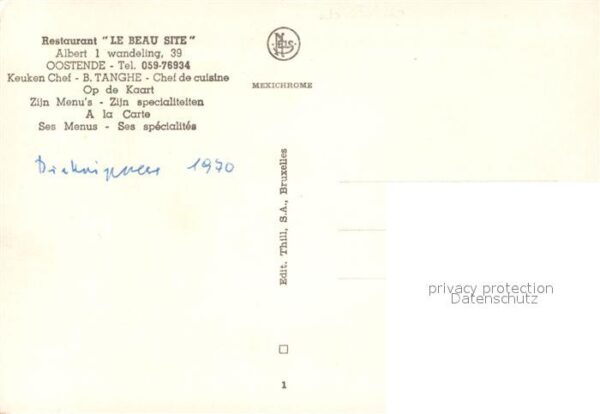 Restaurant "LE BEAU SITE"
Albert 1 wandeling, 39
OOSTENDE - Tel. 059-76934
Keuken Chef - B. TANGHE - Chef de cuisine
Op de Kaart
Zijn Menu's - Zijn specialiteiten
A la Carte
Ses Menus - Ses spécialités
1970
MEXICHROME
Edit. Thill, S.A., Bruxelles
1
privacy protection
Datenschutz